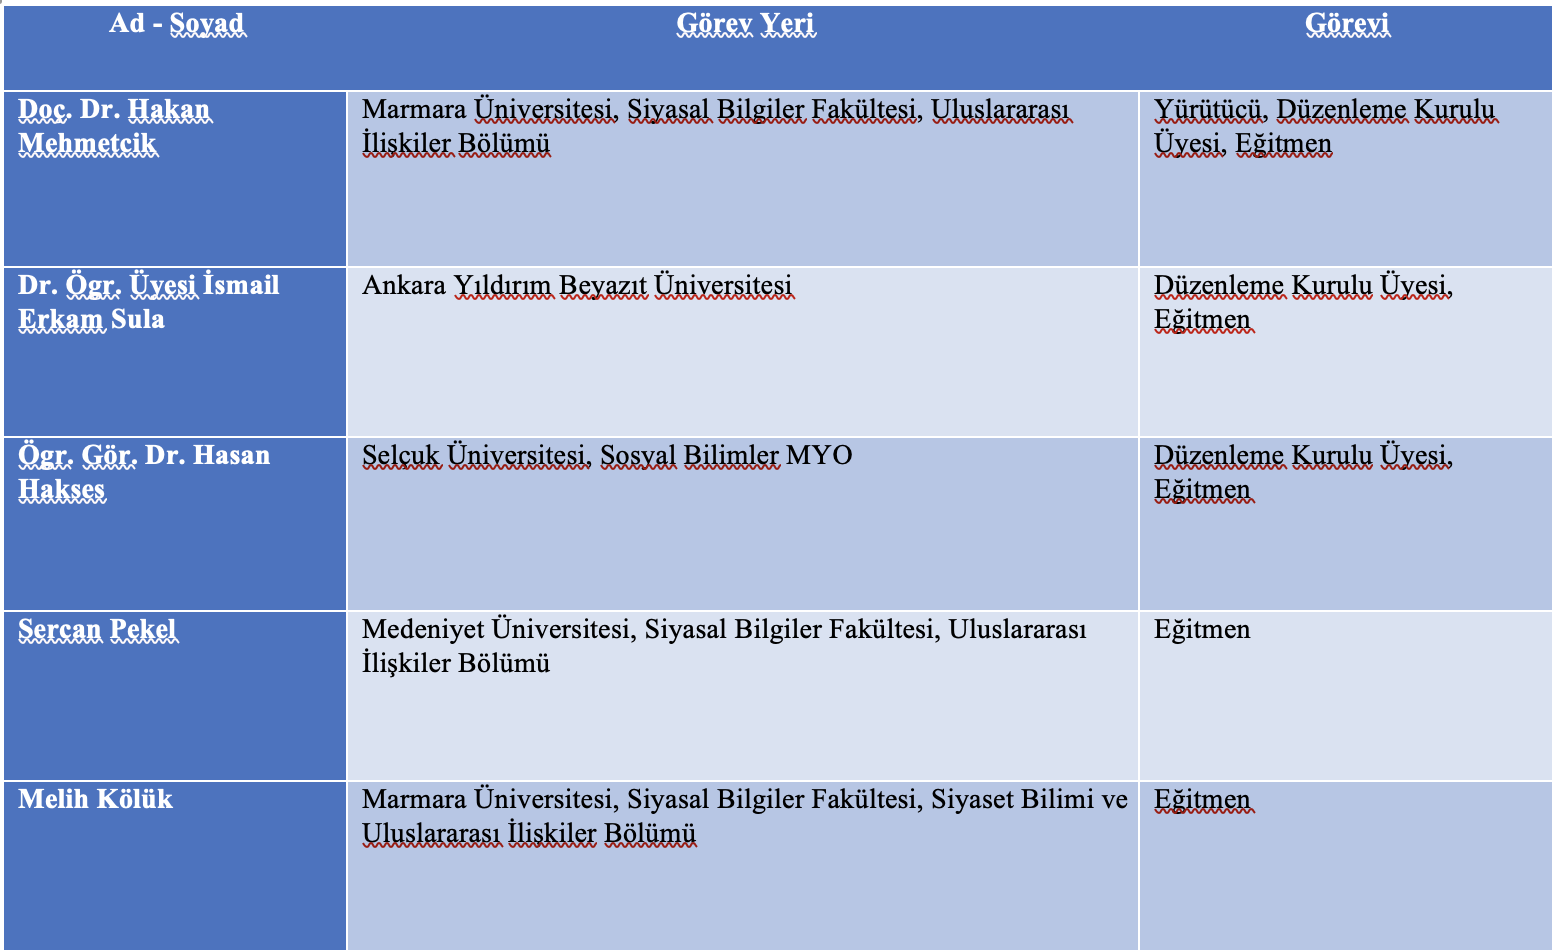 Ad - Soyad
Görev Yeri
Görevi
Doç. Dr. Hakan
Mehmetcik
Marmara Üniversitesi, Siyasal Bilgiler Fakültesi, Uluslararası
İlişkiler Bölümü
Yürütücü, Düzenleme Kurulu
Üyesi, Eğitmen
Dr. Ögr. Üyesi İsmail
Erkam Sula
Ankara Yıldırım Beyazıt Üniversitesi
Düzenleme Kurulu Üyesi,
Eğitmen
Ögr. Gör. Dr. Hasan
Hakses
Selçuk Üniversitesi, Sosyal Bilimler MYO
Düzenleme Kurulu Üyesi,
Eğitmen
Sercan Pekel
Medeniyet Üniversitesi, Siyasal Bilgiler Fakültesi, Uluslararası
İlişkiler Bölümü
Eğitmen
Melih Kölük
Marmara Üniversitesi, Siyasal Bilgiler Fakültesi, Siyaset Bilimi ve
Uluslararası İlişkiler Bölümü
Eğitmen